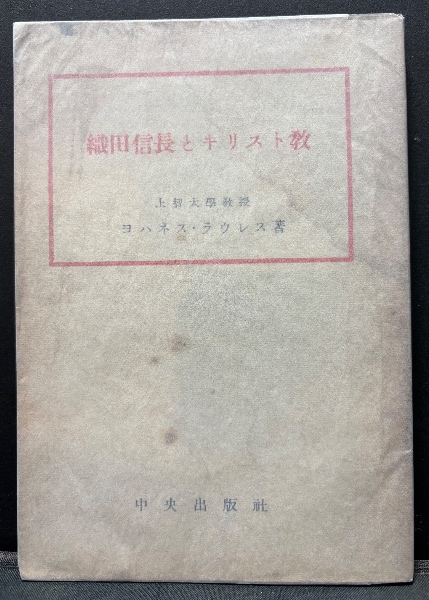 織田信長とキリスト教
上智大學教授
ヨハネス・ラウレス著
中央出版社